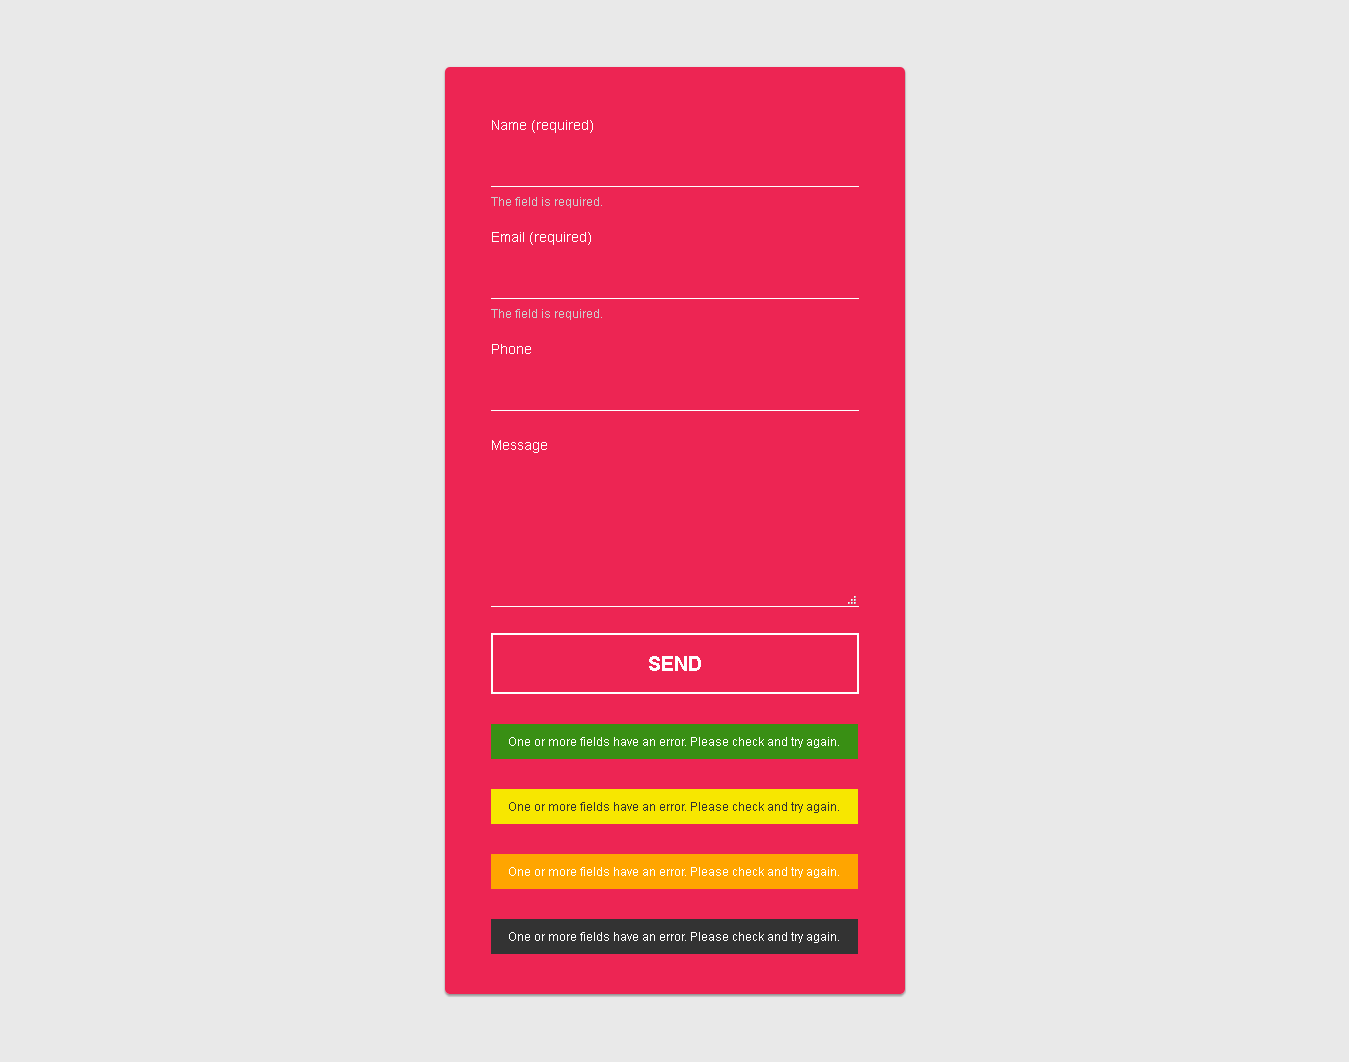 Name (required)
The field is required.
Email (required)
The field is required.
Phone
Message
SEND
One or more fields have an error. Please check and try again.
One or more fields have an error. Please check and try again.
One or more fields have an error. Please check and try again.
One or more fields have an error. Please check and try again.